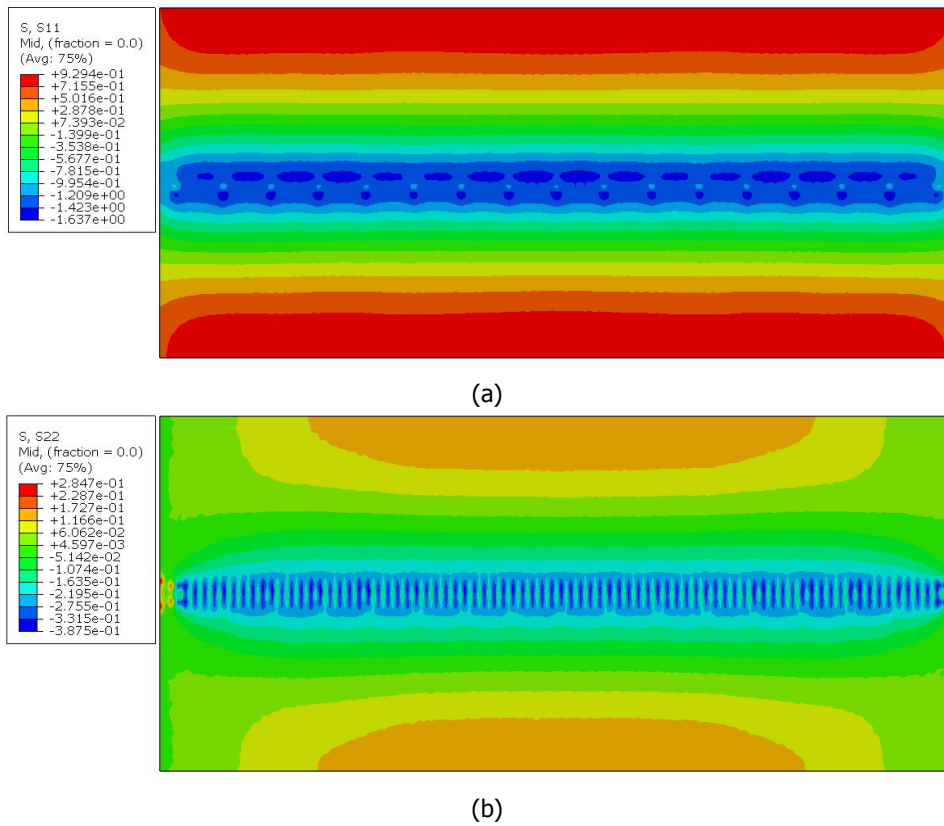 S, S11
Mid, (fraction = 0.0)
(Avg: 75%)
+9.294e-01
+7.155e-01
+5.016e-01
+2.878e-01
+7.393e-02
-1.399e-01
-3.538e-01
-5.677e-01
-7.815e-01
-9.954e-01
-1.209e+00
-1.423e+00
-1.637e+00
(a)
S, S22
Mid, (fraction = 0.0)
(Avg: 75%)
+2.847e-01
+2.287e-01
+1.727e-01
+1.166e-01
+6.062e-02
+4.597e-03
-5.142e-02
-1.074e-01
-1.635e-01
-2.195e-01
-2.755e-01
-3.315e-01
-3.875e-01
(b)